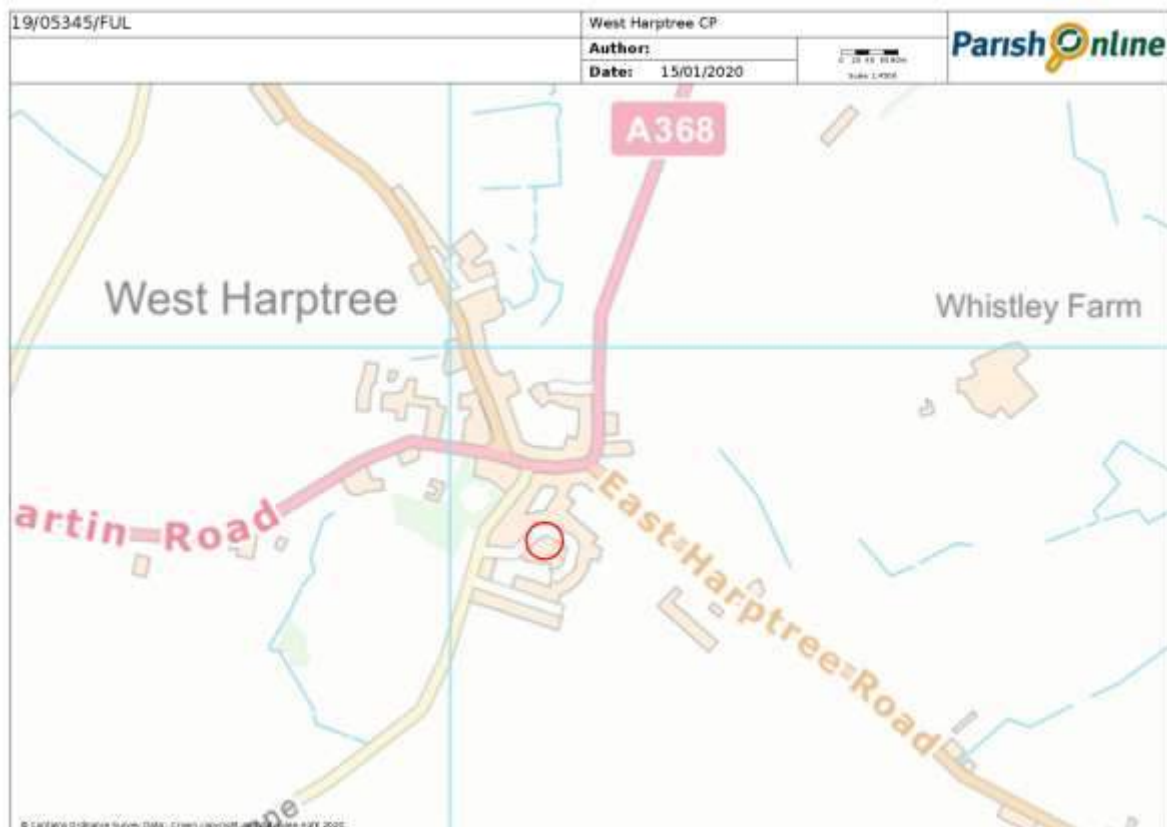 19/05345/FUL
West Harptree CP
Author:
Date: 15/01/2020
Parish Online
A368
West Harptree
Whistley Farm
artin Road
East Harptree Road